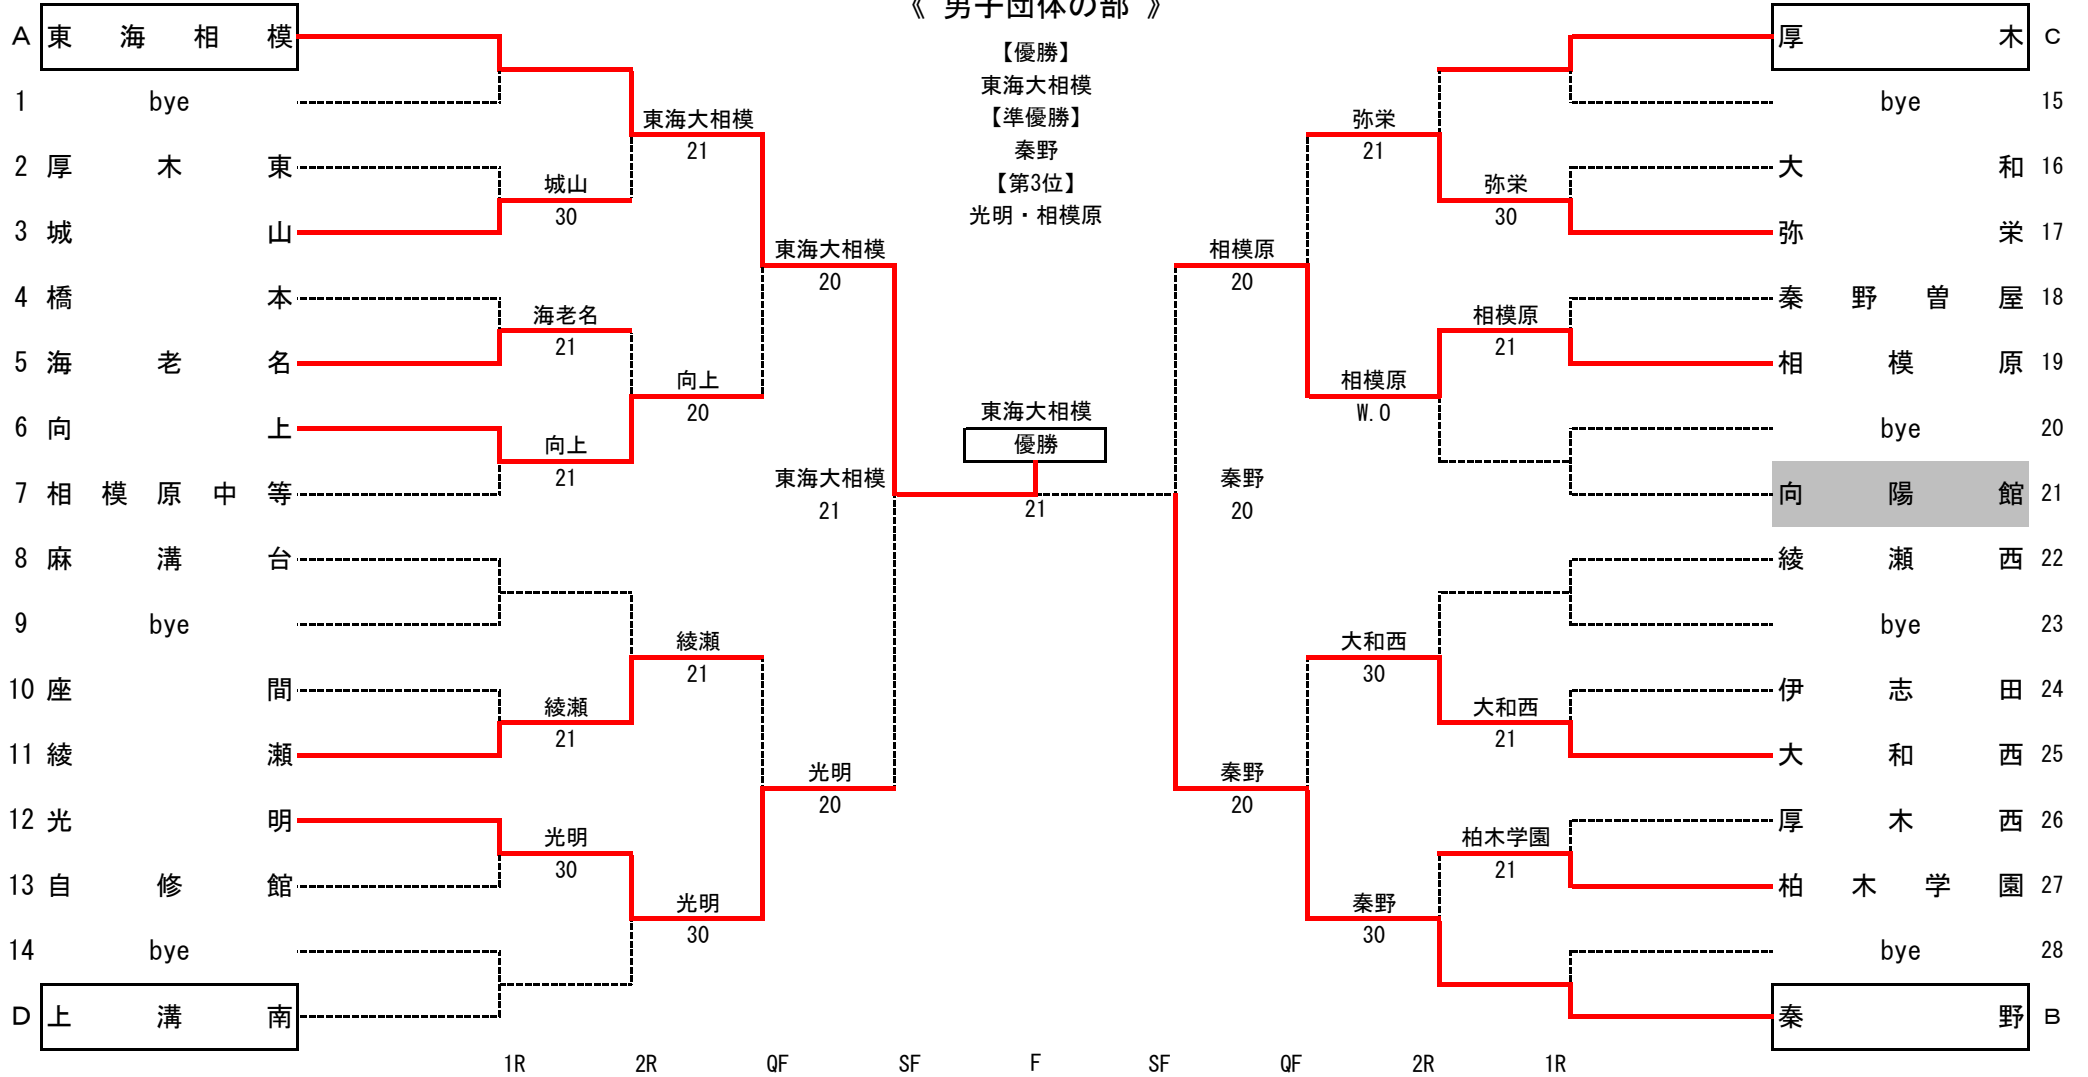 《 男子団体の部 》
【優勝】
東海大相模
【準優勝】
秦野
【第3位】
光明・相模原
A 東海相模
1 bye
2 厚木東
3 城山
4 橋本
5 海老名
6 向上
7 相模原中等
8 麻溝台
9 bye
10 座間
11 綾瀬
12 光明
13 自修館
14 bye
D 上溝南
城山
30
海老名
21
向上
21
綾瀬
21
光明
30
東海大相模
21
向上
20
綾瀬
21
光明
30
東海大相模
20
光明
20
東海大相模
21
東海大相模
優勝
21
秦野
20
相模原
20
秦野
20
弥栄
21
相模原
W.O
大和西
30
秦野
30
弥栄
30
相模原
21
大和西
21
柏木学園
21
厚木 C
bye 15
大和 16
弥栄 17
秦野曽屋 18
相模原 19
bye 20
向陽館 21
綾瀬西 22
bye 23
伊志田 24
大和西 25
厚木西 26
柏木学園 27
bye 28
秦野 B
1R 2R QF SF F SF QF 2R 1R